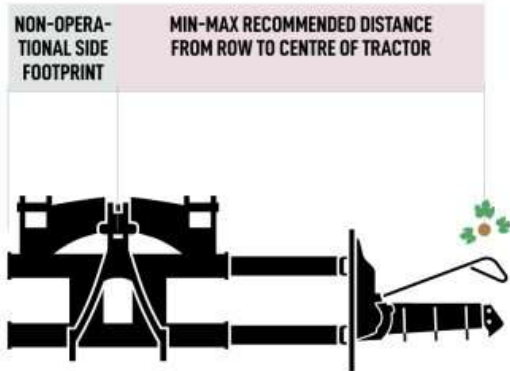 NON-OPERA-
TIONAL SIDE
FOOTPRINT
MIN-MAX RECOMMENDED DISTANCE
FROM ROW TO CENTRE OF TRACTOR